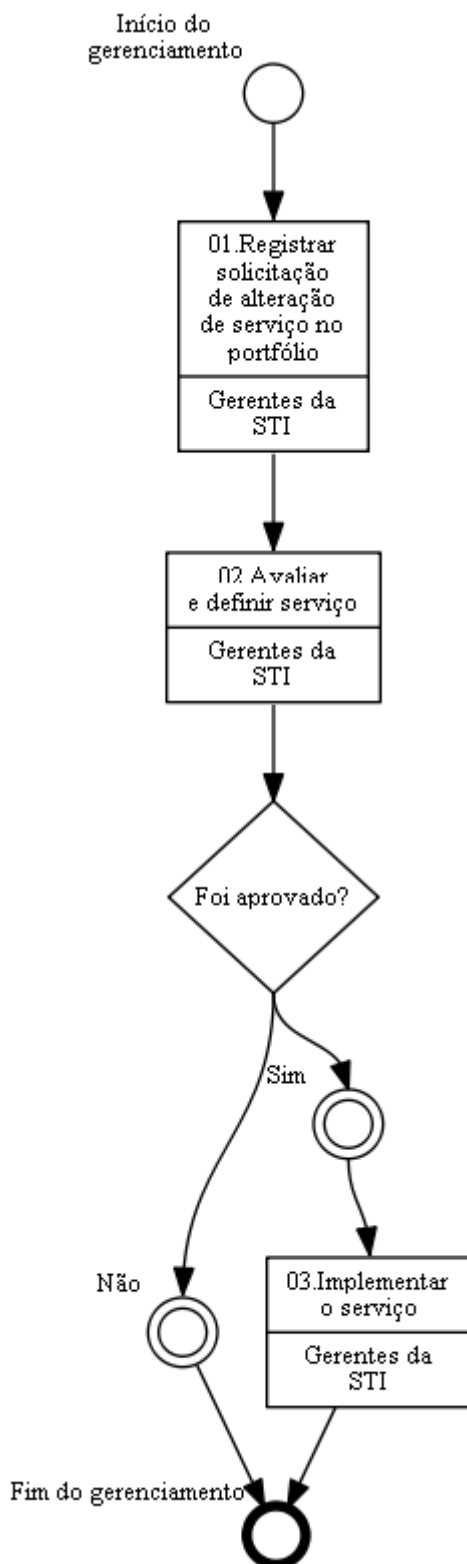 Início do
gerenciamento
01.Registrar
solicitação
de alteração
de serviço no
portfólio
Gerentes da
STI
02.Avaliar
e definir serviço
Gerentes da
STI
Foi aprovado?
Sim
Não
03.Implementar
o serviço
Gerentes da
STI
Fim do gerenciamento